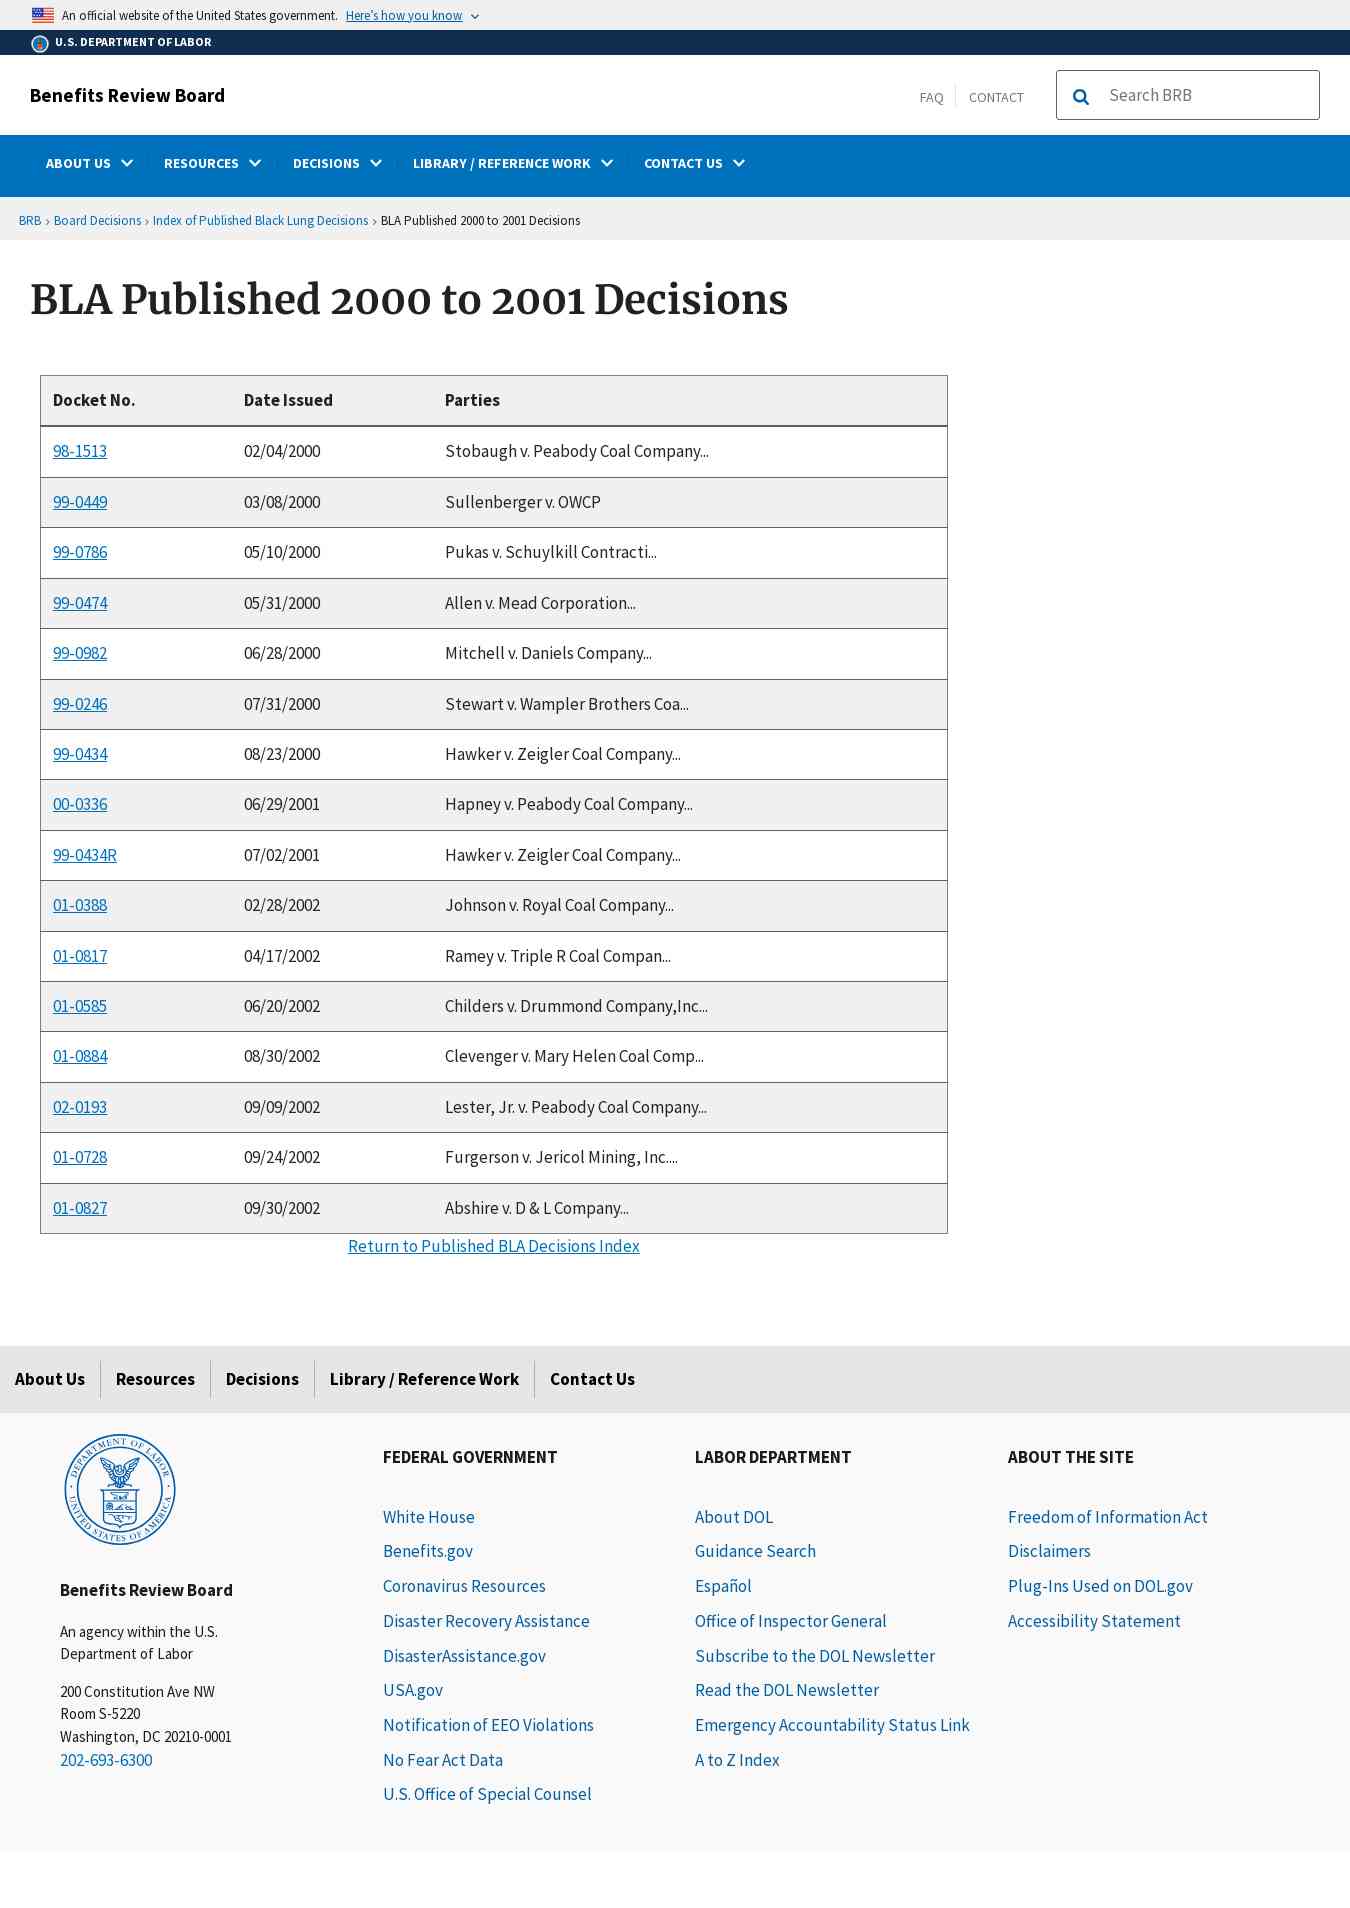 An official website of the United States government. Here's how you know
U.S. DEPARTMENT OF LABOR
Benefits Review Board
FAQ
CONTACT
Search BRB
ABOUT US
RESOURCES
DECISIONS
LIBRARY / REFERENCE WORK
CONTACT US
BRB › Board Decisions › Index of Published Black Lung Decisions › BLA Published 2000 to 2001 Decisions
BLA Published 2000 to 2001 Decisions
Docket No. Date Issued Parties
98-1513 02/04/2000 Stobaugh v. Peabody Coal Company...
99-0449 03/08/2000 Sullenberger v. OWCP
99-0786 05/10/2000 Pukas v. Schuylkill Contracti...
99-0474 05/31/2000 Allen v. Mead Corporation...
99-0982 06/28/2000 Mitchell v. Daniels Company...
99-0246 07/31/2000 Stewart v. Wampler Brothers Coa...
99-0434 08/23/2000 Hawker v. Zeigler Coal Company...
00-0336 06/29/2001 Hapney v. Peabody Coal Company...
99-0434R 07/02/2001 Hawker v. Zeigler Coal Company...
01-0388 02/28/2002 Johnson v. Royal Coal Company...
01-0817 04/17/2002 Ramey v. Triple R Coal Compan...
01-0585 06/20/2002 Childers v. Drummond Company,Inc...
01-0884 08/30/2002 Clevenger v. Mary Helen Coal Comp...
02-0193 09/09/2002 Lester, Jr. v. Peabody Coal Company...
01-0728 09/24/2002 Furgerson v. Jericol Mining, Inc....
01-0827 09/30/2002 Abshire v. D & L Company...
Return to Published BLA Decisions Index
About Us
Resources
Decisions
Library / Reference Work
Contact Us
DEPARTMENT OF LABOR
UNITED STATES OF AMERICA
Benefits Review Board
An agency within the U.S.
Department of Labor
200 Constitution Ave NW
Room S-5220
Washington, DC 20210-0001
202-693-6300
FEDERAL GOVERNMENT
White House
Benefits.gov
Coronavirus Resources
Disaster Recovery Assistance
DisasterAssistance.gov
USA.gov
Notification of EEO Violations
No Fear Act Data
U.S. Office of Special Counsel
LABOR DEPARTMENT
About DOL
Guidance Search
Español
Office of Inspector General
Subscribe to the DOL Newsletter
Read the DOL Newsletter
Emergency Accountability Status Link
A to Z Index
ABOUT THE SITE
Freedom of Information Act
Disclaimers
Plug-Ins Used on DOL.gov
Accessibility Statement